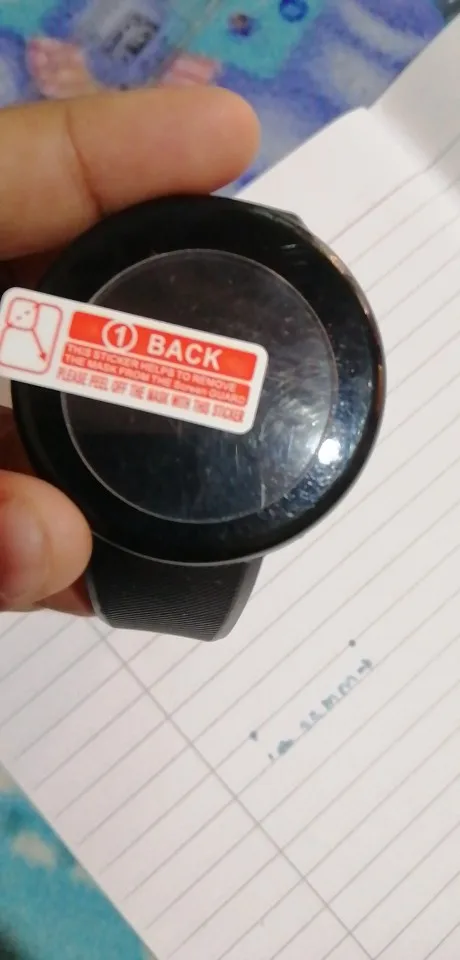 1 BACK
THIS STICKER HELPS TO REMOVE
THE MASK FROM THE Screen GUARD
PLEASE PEEL OFF THE MASK WITH THIS STICKER